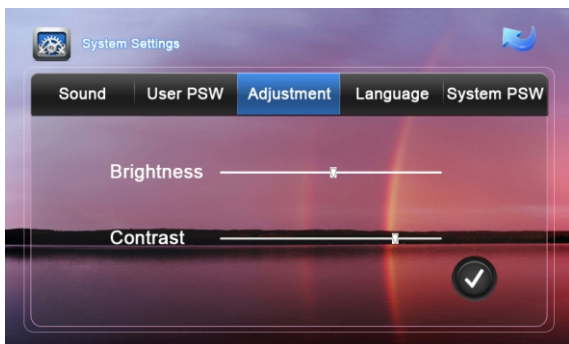 System Settings
Sound User PSW Adjustment Language System PSW
Brightness
Contrast